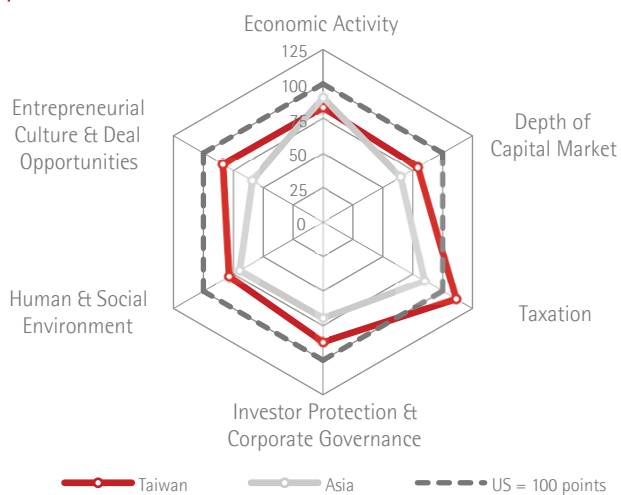 Economic Activity
125
100
75
50
25
0
Entrepreneurial
Culture & Deal
Opportunities
Depth of
Capital Market
Human & Social
Environment
Taxation
Investor Protection &
Corporate Governance
Taiwan
Asia
US = 100 points